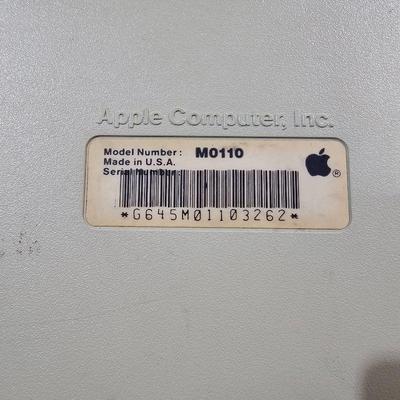 Apple Computer, Inc.
Model Number: M0110
Made in U.S.A.
Serial Number:
*G645M01103262*
®